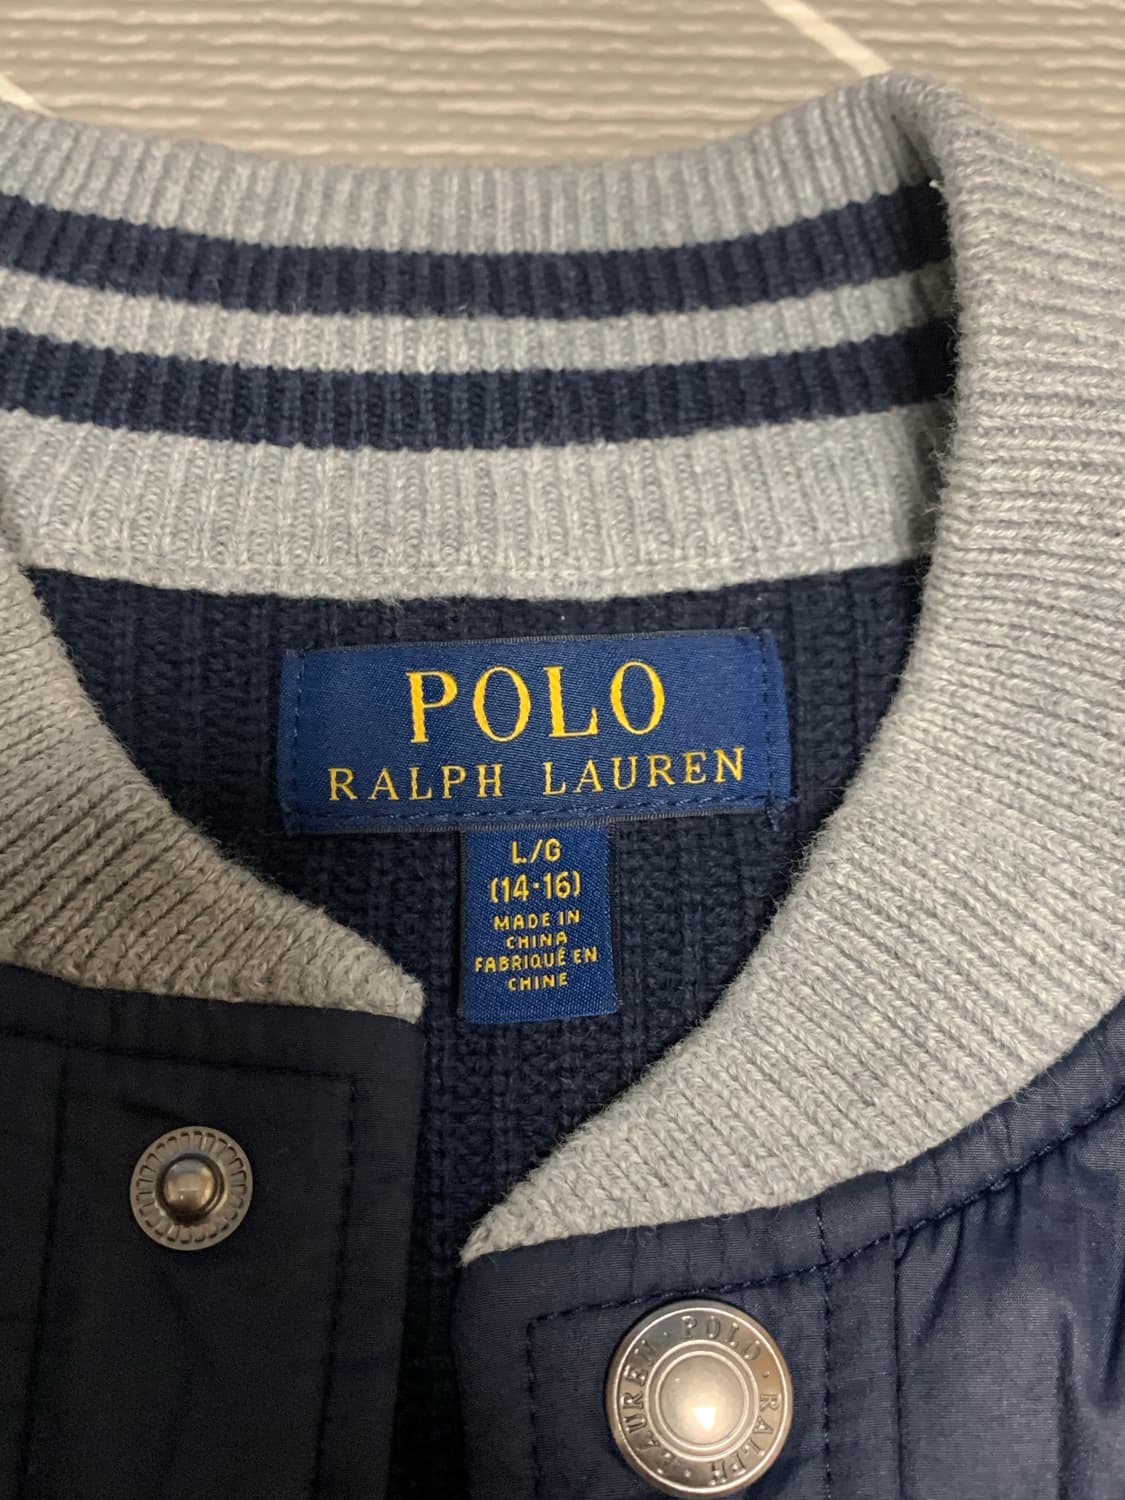 POLO
RALPH LAUREN
L/G
(14-16)
MADE IN
CHINA
FABRIQUÉ EN
CHINE
POLO · RALPH · LAUREN ·